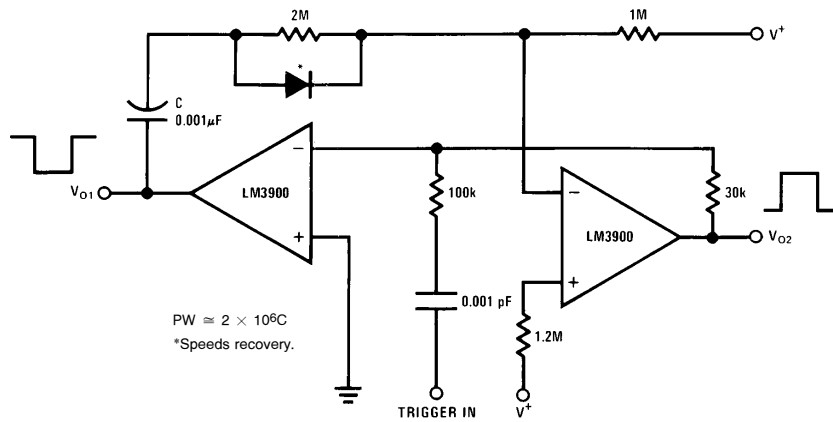 2M
1M
V+
*
C
0.001µF
−
LM3900
+
VO1
100k
−
30k
LM3900
+
VO2
0.001 pF
1.2M
PW ≅ 2 × 10⁶C
*Speeds recovery.
TRIGGER IN
V+